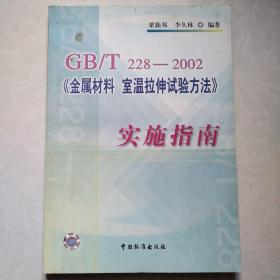 梁新邦 李久林 ◎ 编著
GB/T 228—2002
《金属材料 室温拉伸试验方法》
实施指南
中国标准出版社